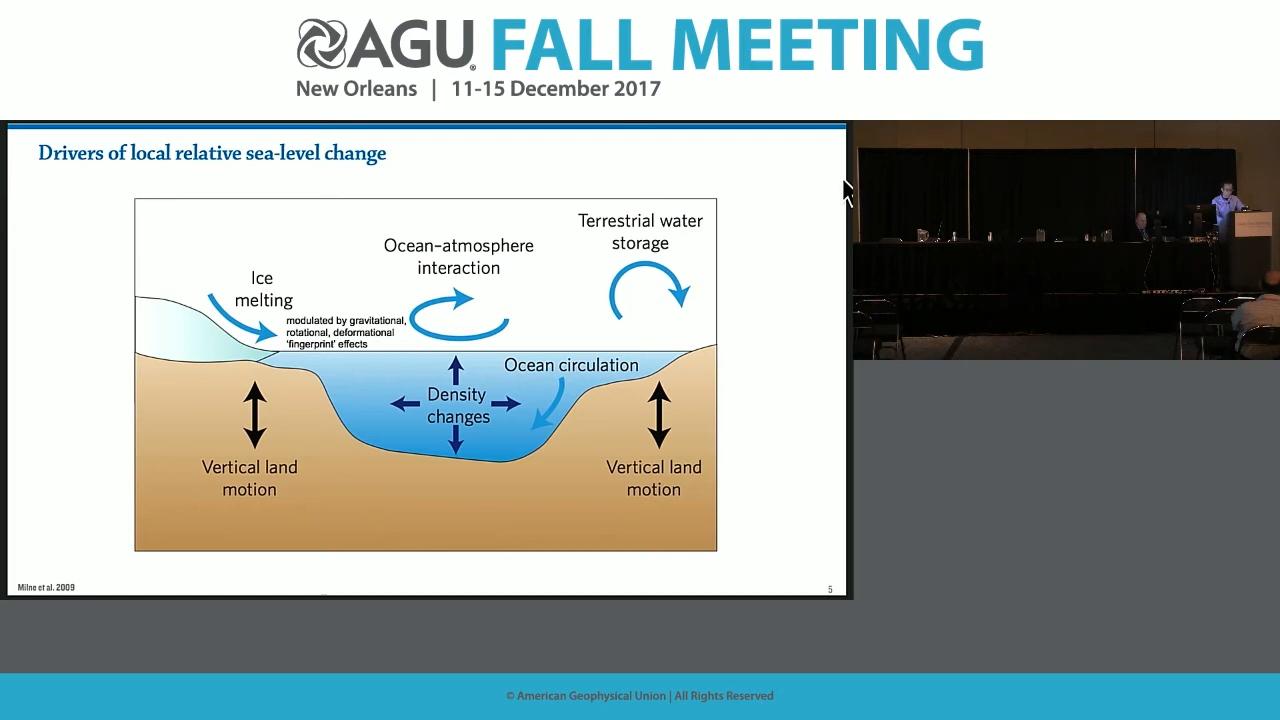 AGU FALL MEETING
New Orleans | 11-15 December 2017
Drivers of local relative sea-level change
Terrestrial water
storage
Ocean–atmosphere
interaction
Ice
melting
modulated by gravitational,
rotational, deformational
'fingerprint' effects
Ocean circulation
Density
changes
Vertical land
motion
Vertical land
motion
Milne et al. 2009
5
© American Geophysical Union | All Rights Reserved